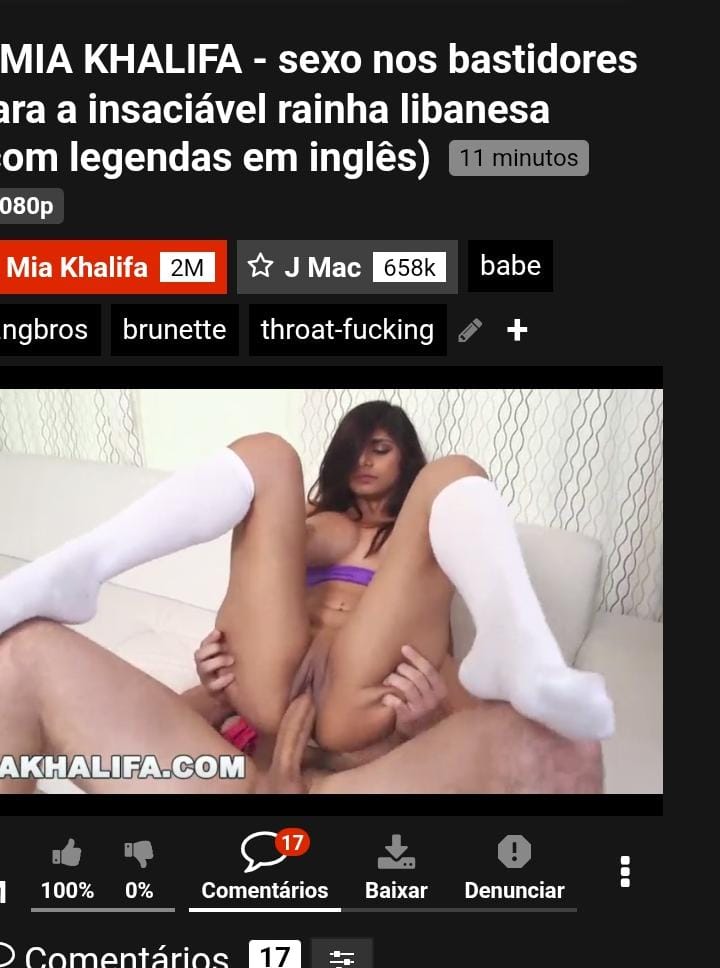 MIA KHALIFA - sexo nos bastidores
ara a insaciável rainha libanesa
com legendas em inglês) 11 minutos
080p
Mia Khalifa 2M J Mac 658k babe
ngbros brunette throat-fucking +
AKHALIFA.COM
17
100% 0% Comentários Baixar Denunciar
Comentários 17